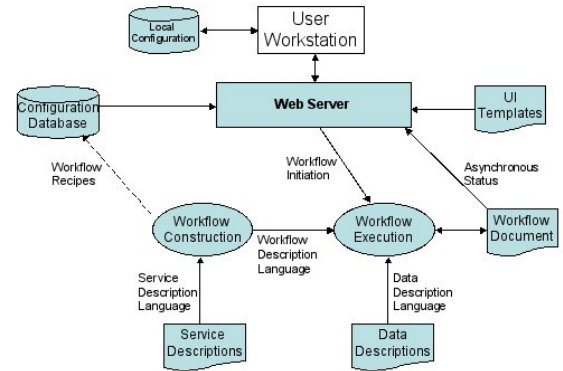 User
Workstation
Local
Configuration
Web Server
Configuration
Database
UI
Templates
Workflow
Recipes
Workflow
Initiation
Asynchronous
Status
Workflow
Construction
Workflow
Description
Language
Workflow
Execution
Workflow
Document
Service
Description
Language
Data
Description
Language
Service
Descriptions
Data
Descriptions